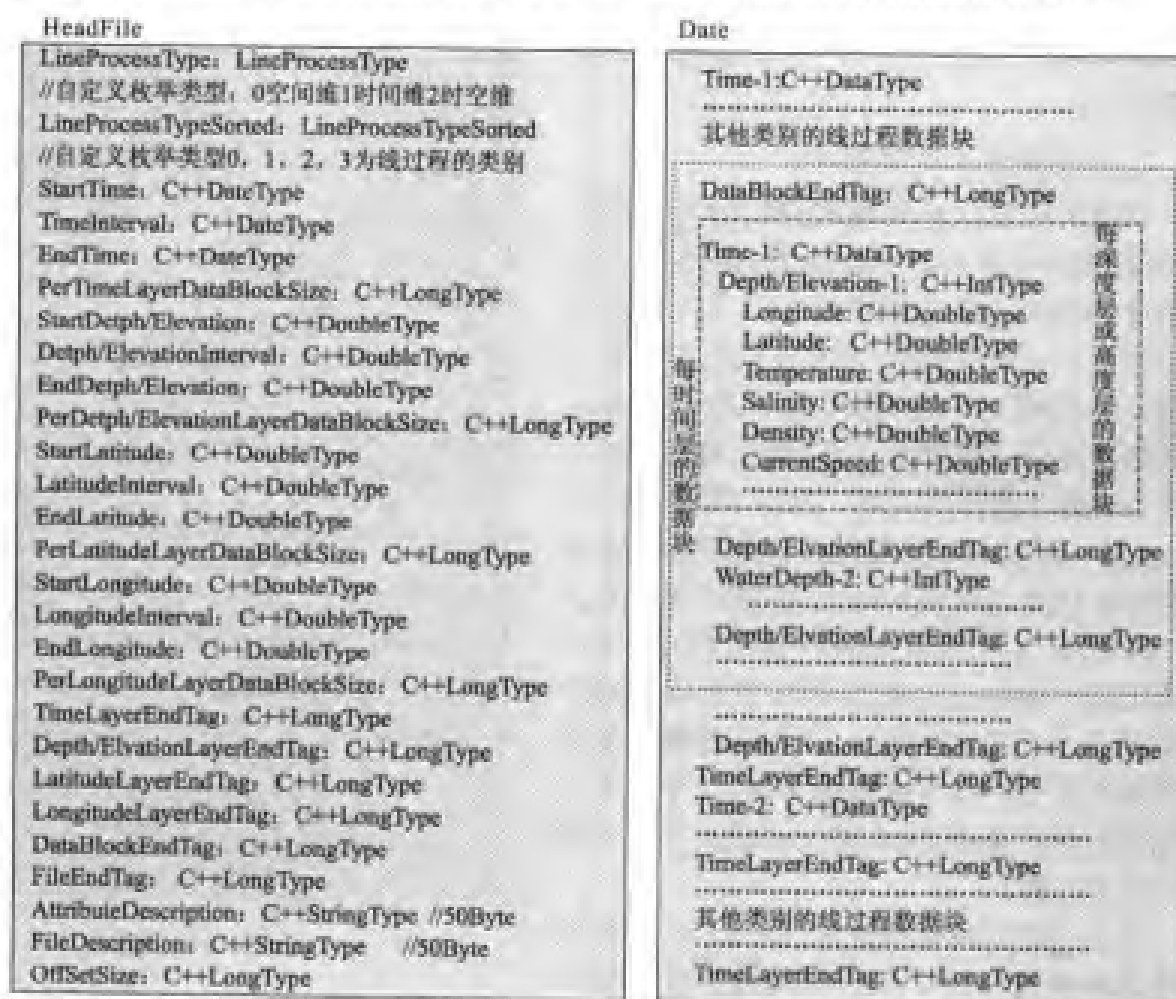 HeadFile
LineProcessType：LineProcessType
//自定义枚举类型：0空间维1时间维2时空维
LineProcessTypeSorted：LineProcessTypeSorted
//自定义枚举类型0，1，2，3为线过程的类别
StartTime：C++DateType
TimeInterval：C++DateType
EndTime：C++DateType
PerTimeLayerDataBlockSize：C++LongType
StartDetph/Elevation：C++DoubleType
Detph/ElevationInterval：C++DoubleType
EndDetph/Elevation：C++DoubleType
PerDetph/ElevationLayerDataBlockSize：C++LongType
StartLatitude：C++DoubleType
LatitudeInterval：C++DoubleType
EndLatitude：C++DoubleType
PerLatitudeLayerDataBlockSize：C++LongType
StartLongitude：C++DoubleType
LongitudeInterval：C++DoubleType
EndLongitude：C++DoubleType
PerLongitudeLayerDataBlockSize：C++LongType
TimeLayerEndTag：C++LongType
Depth/ElvationLayerEndTag：C++LongType
LatitudeLayerEndTag：C++LongType
LongitudeLayerEndTag：C++LongType
DataBlockEndTag：C++LongType
FileEndTag：C++LongType
AttributeDescription：C++StringType //50Byte
FileDescription：C++StringType //50Byte
OffSetSize：C++LongType
Date
Time-1:C++DataType
其他类别的线过程数据块
DataBlockEndTag：C++LongType
Time-1: C++DataType
Depth/Elevation-1: C++IntType
Longitude: C++DoubleType
Latitude: C++DoubleType
Temperature: C++DoubleType
Salinity: C++DoubleType
Density: C++DoubleType
CurrentSpeed: C++DoubleType
每深度层或高度层的数据块
每时间层的数据块
Depth/ElvationLayerEndTag: C++LongType
WaterDepth-2: C++IntType
Depth/ElvationLayerEndTag: C++LongType
Depth/ElvationLayerEndTag: C++LongType
TimeLayerEndTag: C++LongType
Time-2: C++DataType
TimeLayerEndTag: C++LongType
其他类别的线过程数据块
TimeLayerEndTag: C++LongType